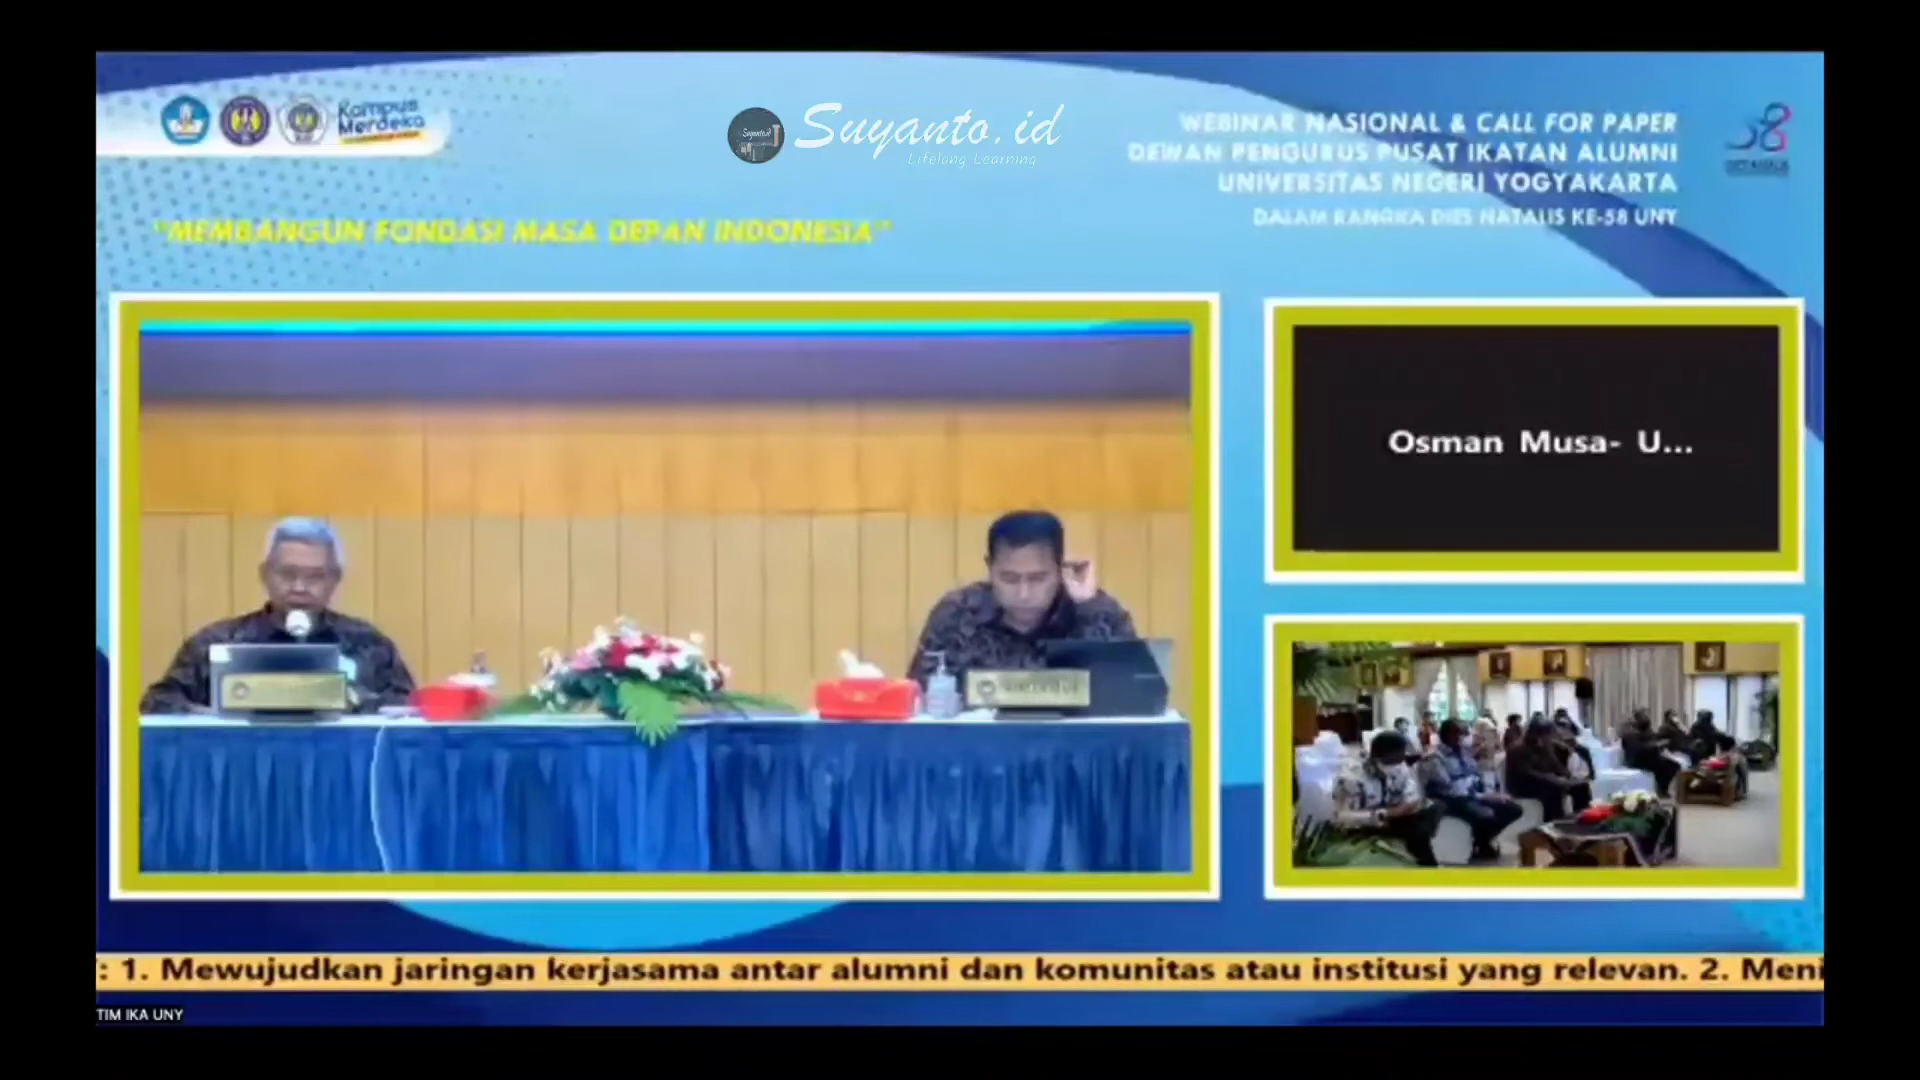 Kampus
Merdeka
Suyanto.id
Lifelong Learning
WEBINAR NASIONAL & CALL FOR PAPER
DEWAN PENGURUS PUSAT IKATAN ALUMNI
UNIVERSITAS NEGERI YOGYAKARTA
DALAM RANGKA DIES NATALIS KE-58 UNY
"MEMBANGUN FONDASI MASA DEPAN INDONESIA"
Osman Musa- U...
: 1. Mewujudkan jaringan kerjasama antar alumni dan komunitas atau institusi yang relevan. 2. Meni
TIM IKA UNY